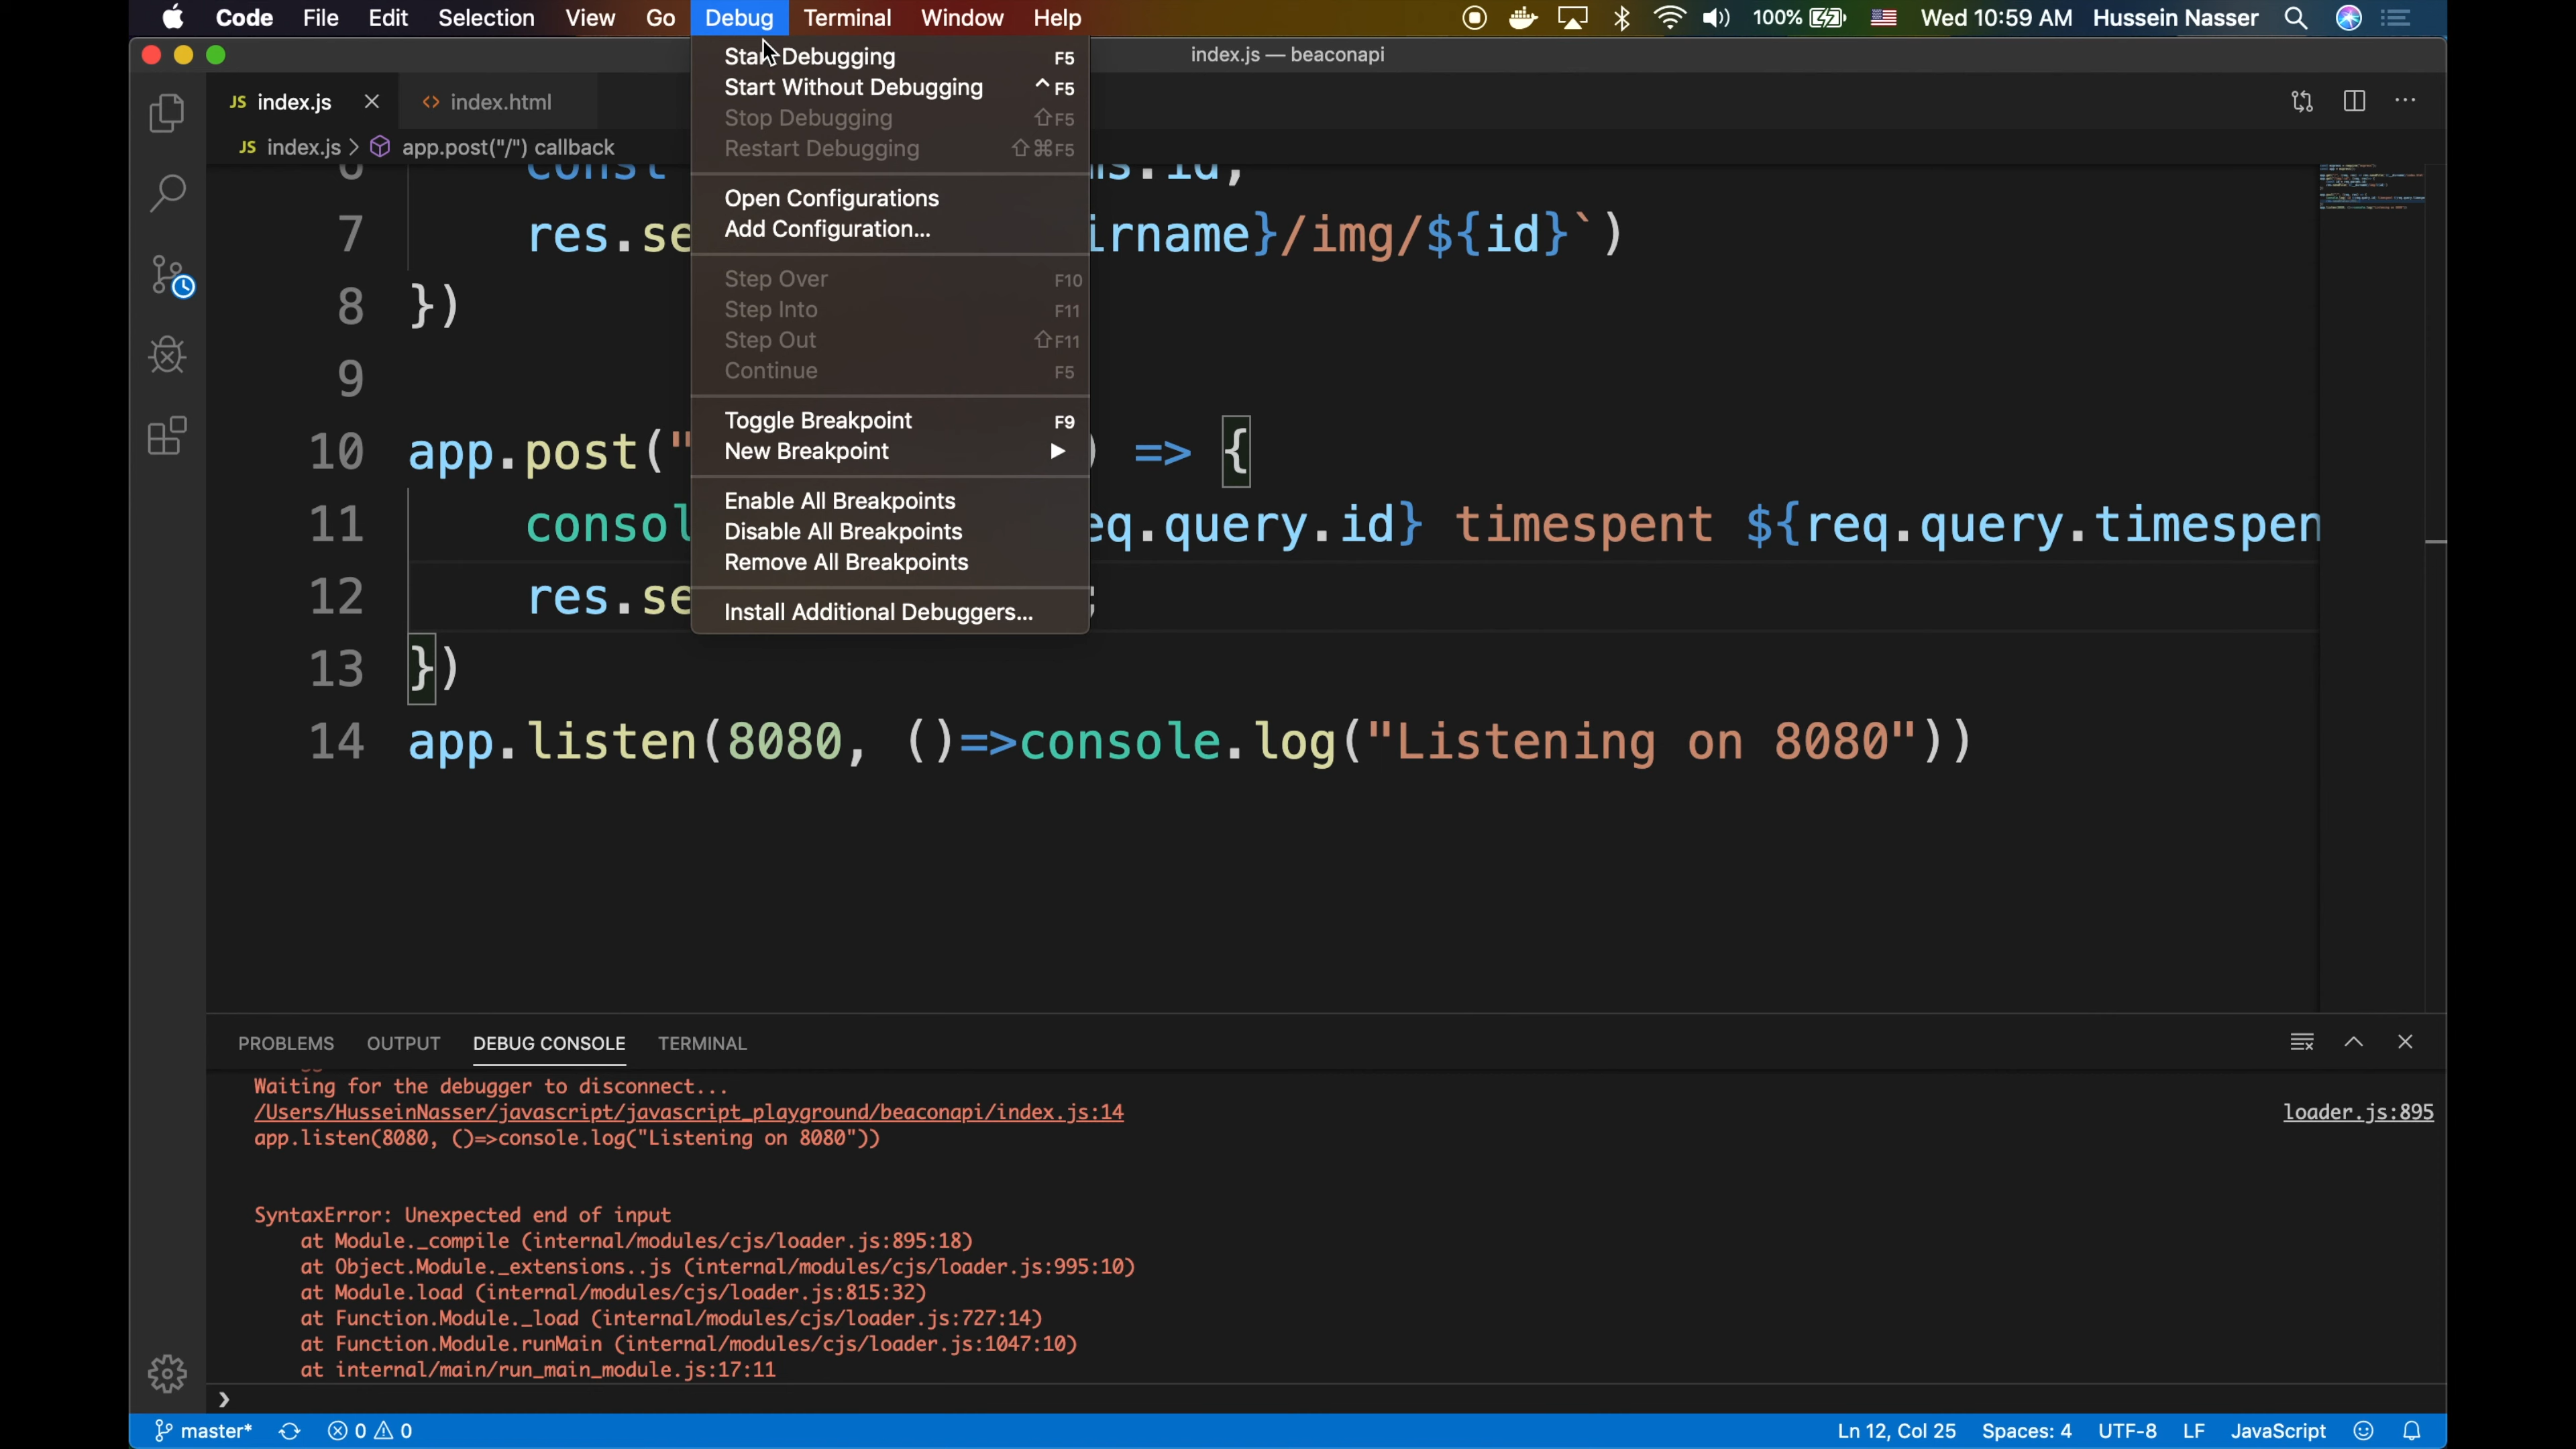 Code File Edit Selection View Go Debug Terminal Window Help 100% Wed 10:59 AM Hussein Nasser
index.js — beaconapi
Start Debugging F5
Start Without Debugging ^F5
Stop Debugging ⇧F5
Restart Debugging ⇧⌘F5
Open Configurations
Add Configuration...
Step Over F10
Step Into F11
Step Out ⇧F11
Continue F5
Toggle Breakpoint F9
New Breakpoint ▶
Enable All Breakpoints
Disable All Breakpoints
Remove All Breakpoints
Install Additional Debuggers...
JS index.js <> index.html
JS index.js > app.post("/") callback
6 const .id;
7 res.se irname}/img/${id}`)
8 })
9
10 app.post(" ) => {
11 consol eq.query.id} timespent ${req.query.timespen
12 res.se ;
13 })
14 app.listen(8080, ()=>console.log("Listening on 8080"))
PROBLEMS OUTPUT DEBUG CONSOLE TERMINAL
Waiting for the debugger to disconnect...
/Users/HusseinNasser/javascript/javascript_playground/beaconapi/index.js:14 loader.js:895
app.listen(8080, ()=>console.log("Listening on 8080"))
SyntaxError: Unexpected end of input
at Module._compile (internal/modules/cjs/loader.js:895:18)
at Object.Module._extensions..js (internal/modules/cjs/loader.js:995:10)
at Module.load (internal/modules/cjs/loader.js:815:32)
at Function.Module._load (internal/modules/cjs/loader.js:727:14)
at Function.Module.runMain (internal/modules/cjs/loader.js:1047:10)
at internal/main/run_main_module.js:17:11
master* 0 0 Ln 12, Col 25 Spaces: 4 UTF-8 LF JavaScript